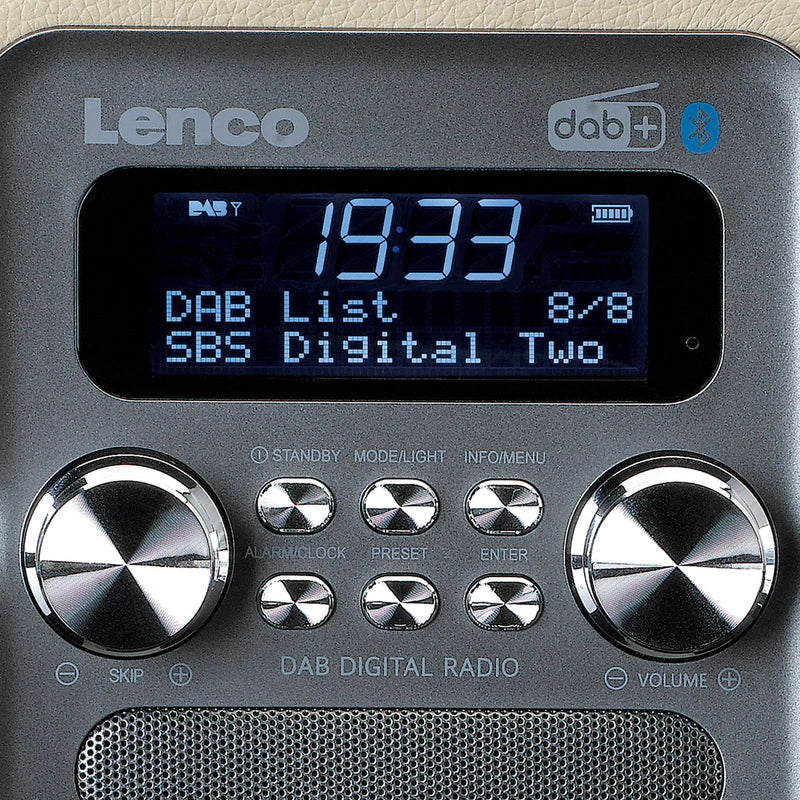 Lenco dab+
DAB 19:33
DAB List 8/8
SBS Digital Two
STANDBY MODE/LIGHT INFO/MENU
ALARM/CLOCK PRESET ENTER
− SKIP + DAB DIGITAL RADIO − VOLUME +